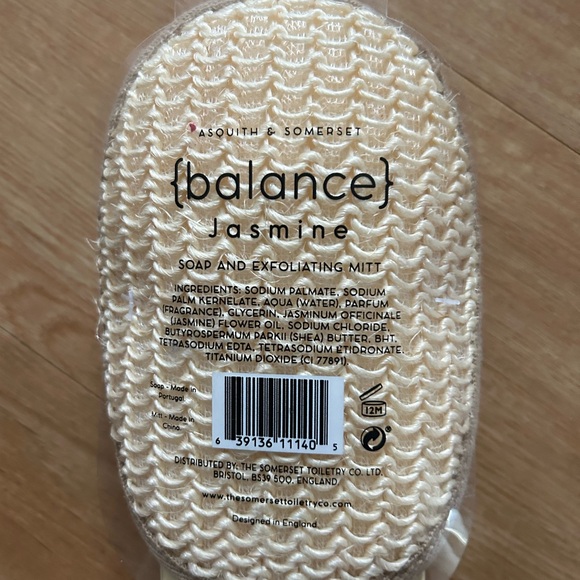 ASQUITH & SOMERSET
{balance}
Jasmine
SOAP AND EXFOLIATING MITT
INGREDIENTS: SODIUM PALMATE, SODIUM
PALM KERNELATE, AQUA (WATER), PARFUM
(FRAGRANCE), GLYCERIN, JASMINUM OFFICINALE
(JASMINE) FLOWER OIL, SODIUM CHLORIDE,
BUTYROSPERMUM PARKII (SHEA) BUTTER, BHT,
TETRASODIUM EDTA, TETRASODIUM ETIDRONATE,
TITANIUM DIOXIDE (CI 77891).
Soap - Made in
Portugal.
Mitt - Made in
China.
12M
6 39136 11140 5
DISTRIBUTED BY: THE SOMERSET TOILETRY CO. LTD.
BRISTOL, BS39 5OO, ENGLAND
www.thesomersettoiletryco.com
Designed in England.